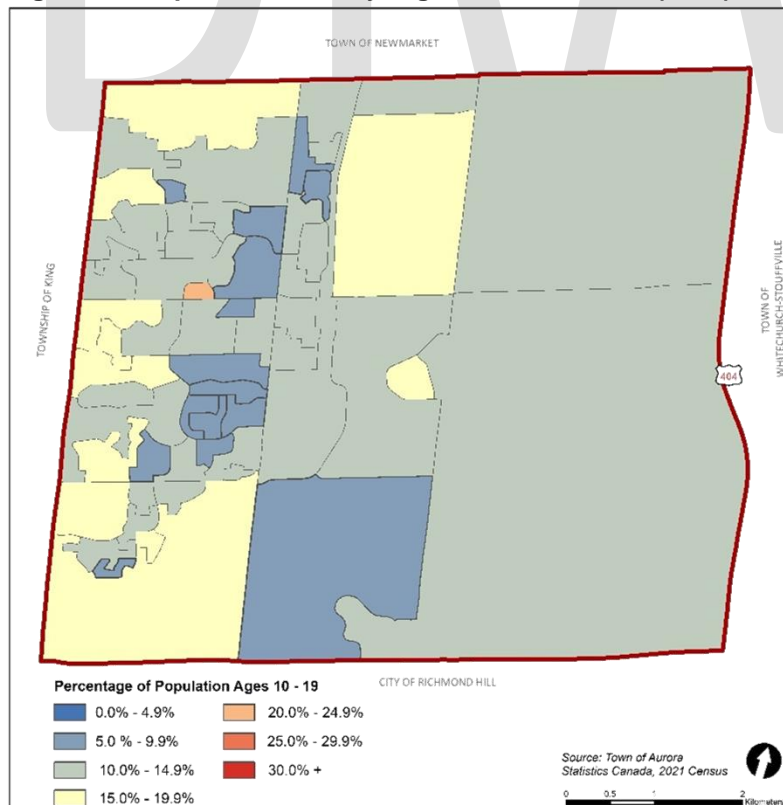 TOWN OF NEWMARKET
TOWNSHIP OF KING
TOWN OF
WHITCHURCH-STOUFFVILLE
404
CITY OF RICHMOND HILL
Percentage of Population Ages 10 - 19
0.0% - 4.9%
5.0 % - 9.9%
10.0% - 14.9%
15.0% - 19.9%
20.0% - 24.9%
25.0% - 29.9%
30.0% +
Source: Town of Aurora
Statistics Canada, 2021 Census
0 0.5 1 2
Kilometers